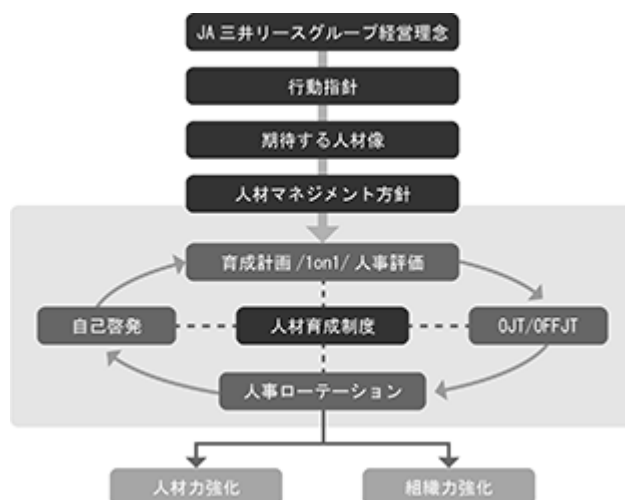 JA三井リースグループ経営理念
行動指針
期待する人材像
人材マネジメント方針
育成計画/1on1/人事評価
自己啓発
人材育成制度
OJT/OFFJT
人事ローテーション
人材力強化
組織力強化